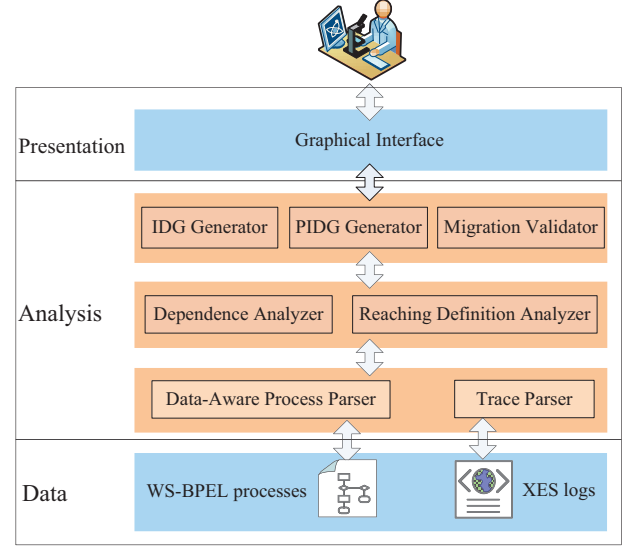 Presentation
Graphical Interface
IDG Generator
PIDG Generator
Migration Validator
Analysis
Dependence Analyzer
Reaching Definition Analyzer
Data-Aware Process Parser
Trace Parser
Data
WS-BPEL processes
XES logs